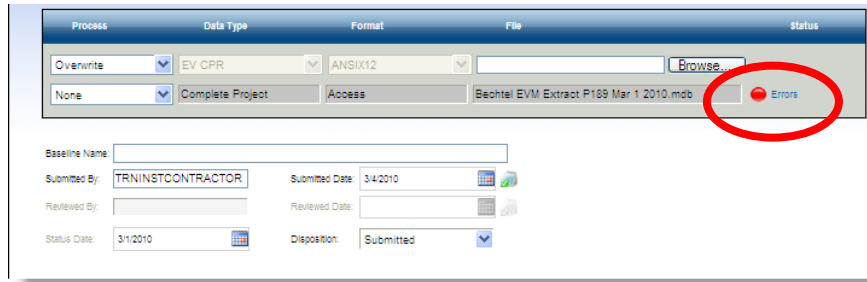 Process Data Type Format File Status
Overwrite EV CPR ANSIX12 Browse...
None Complete Project Access Bechtel EVM Extract P189 Mar 1 2010.mdb Errors
Baseline Name:
Submitted By: TRNINSTCONTRACTOR Submitted Date: 3/4/2010
Reviewed By: Reviewed Date:
Status Date: 3/1/2010 Disposition: Submitted